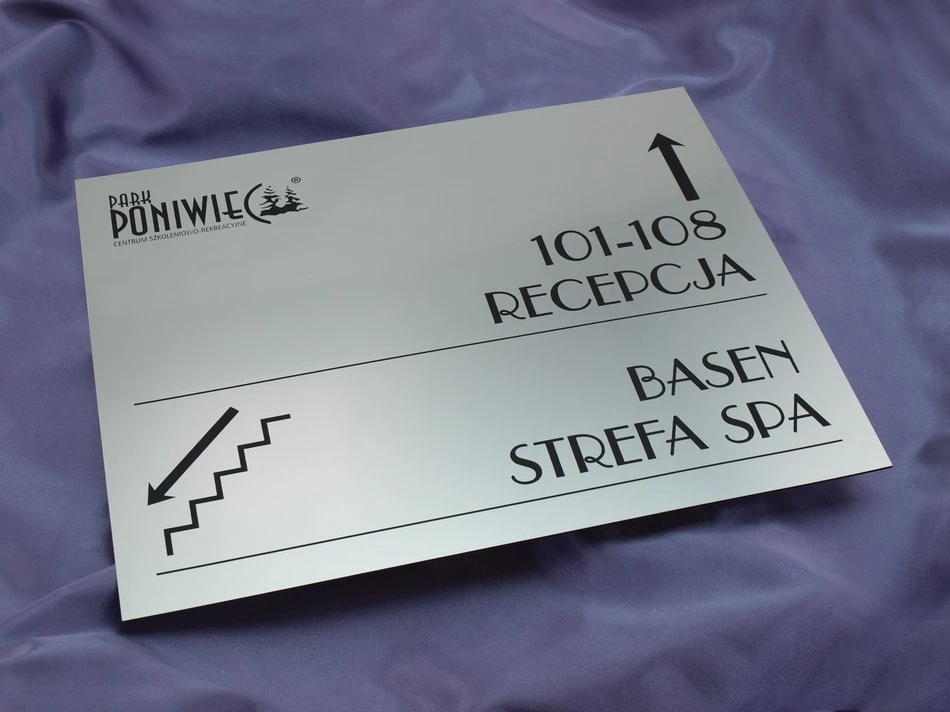 PARK
PONIWIEC®
CENTRUM SZKOLENIOWO-REKREACYJNE
101-108
RECEPCJA
BASEN
STREFA SPA